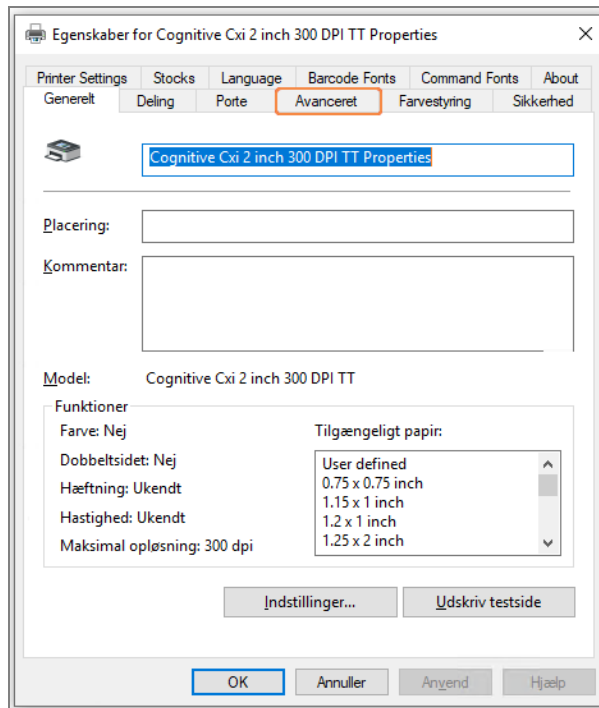 Egenskaber for Cognitive Cxi 2 inch 300 DPI TT Properties
Printer Settings Stocks Language Barcode Fonts Command Fonts About
Generelt Deling Porte Avanceret Farvestyring Sikkerhed
Cognitive Cxi 2 inch 300 DPI TT Properties
Placering:
Kommentar:
Model: Cognitive Cxi 2 inch 300 DPI TT
Funktioner
Farve: Nej
Dobbeltsidet: Nej
Hæftning: Ukendt
Hastighed: Ukendt
Maksimal opløsning: 300 dpi
Tilgængeligt papir:
User defined
0.75 x 0.75 inch
1.15 x 1 inch
1.2 x 1 inch
1.25 x 2 inch
Indstillinger... Udskriv testside
OK Annuller Anvend Hjælp